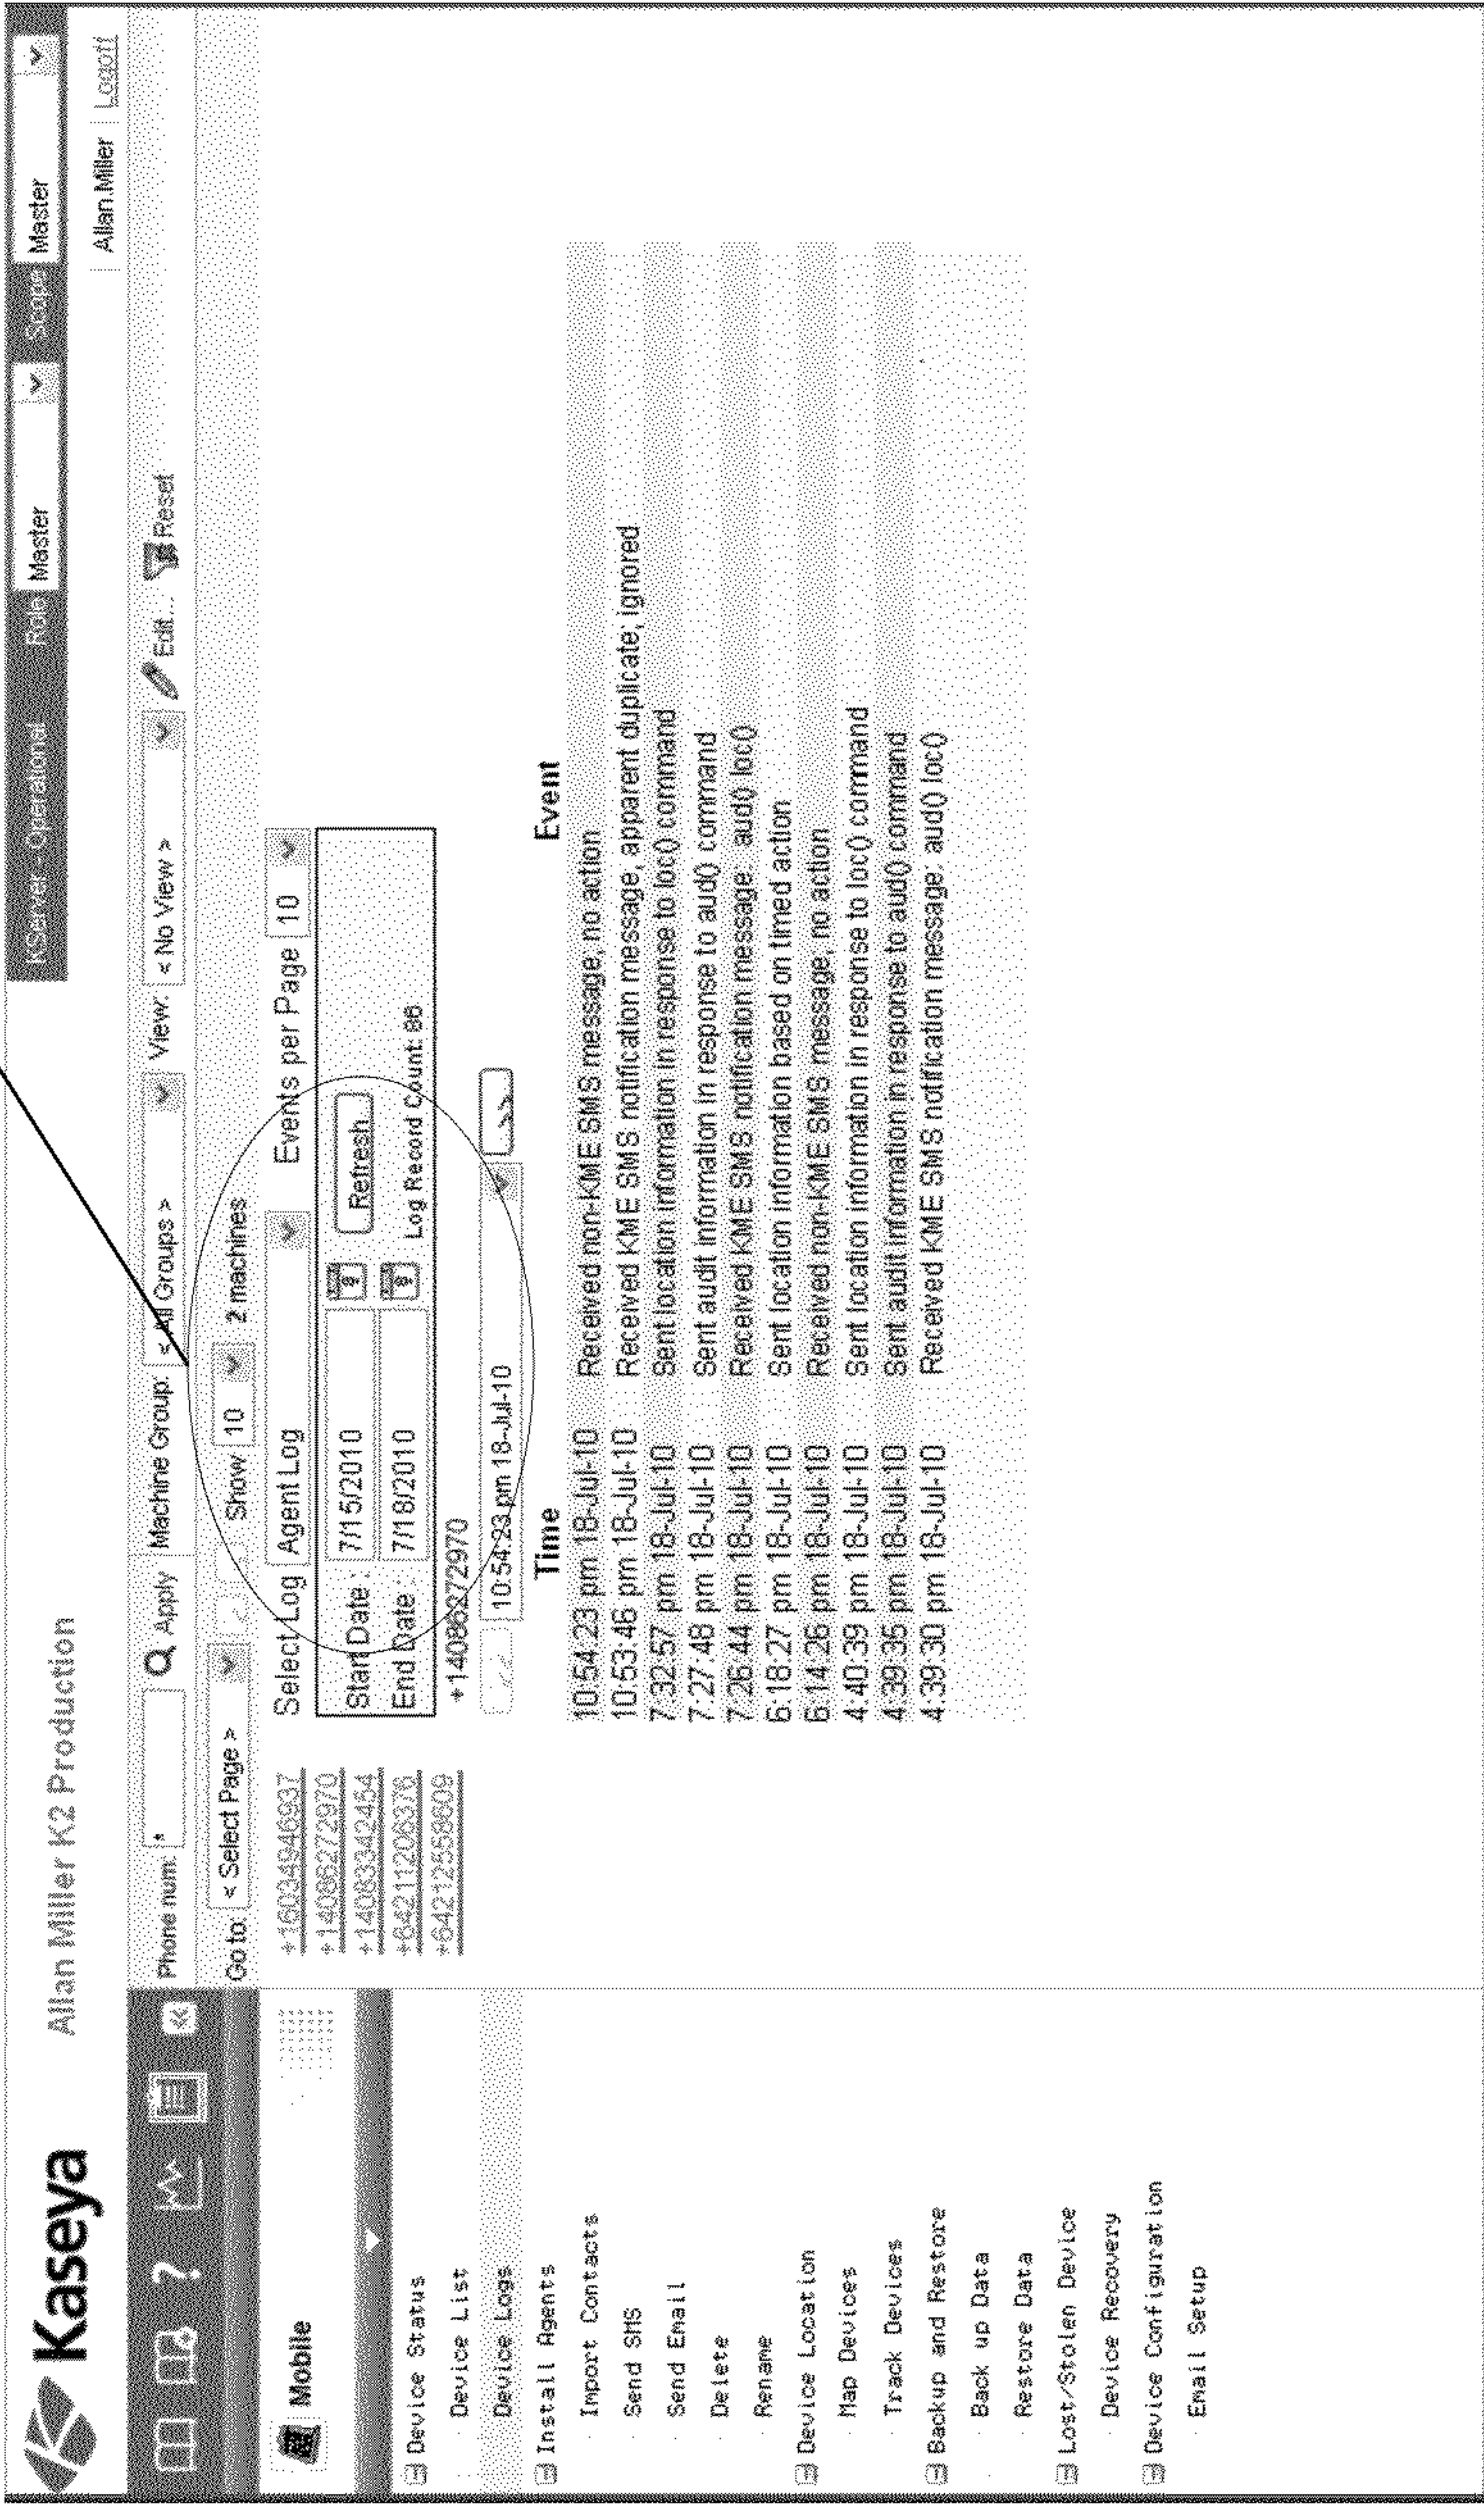 Kaseya
Allan Miller K2 Production
KServer - Operational Role Master Scope Master
Allan.Miller Logoff
Phone num: * Apply Machine Group: < All Groups > View: < No View > Edit... Reset
Go to: < Select Page > Show 10 2 machines
Mobile
Device Status
Device List
Device Logs
Install Agents
Import Contacts
Send SMS
Send Email
Delete
Rename
Device Location
Map Devices
Track Devices
Backup and Restore
Back up Data
Restore Data
Lost/Stolen Device
Device Recovery
Device Configuration
Email Setup
+16034946937
+14086272970
+14083342454
+64211206376
+64212558609
Select Log Agent Log Events per Page 10
Start Date : 7/15/2010 Refresh
End Date : 7/18/2010 Log Record Count: 86
+14086272970
<< 10:54:23 pm 18-Jul-10 >>
Time Event
10:54:23 pm 18-Jul-10 Received non-KME SMS message, no action
10:53:46 pm 18-Jul-10 Received KME SMS notification message, apparent duplicate; ignored
7:32:57 pm 18-Jul-10 Sent location information in response to loc() command
7:27:48 pm 18-Jul-10 Sent audit information in response to aud() command
7:26:44 pm 18-Jul-10 Received KME SMS notification message: aud() loc()
6:18:27 pm 18-Jul-10 Sent location information based on timed action
6:14:26 pm 18-Jul-10 Received non-KME SMS message, no action
4:40:39 pm 18-Jul-10 Sent location information in response to loc() command
4:39:35 pm 18-Jul-10 Sent audit information in response to aud() command
4:39:30 pm 18-Jul-10 Received KME SMS notification message: aud() loc()